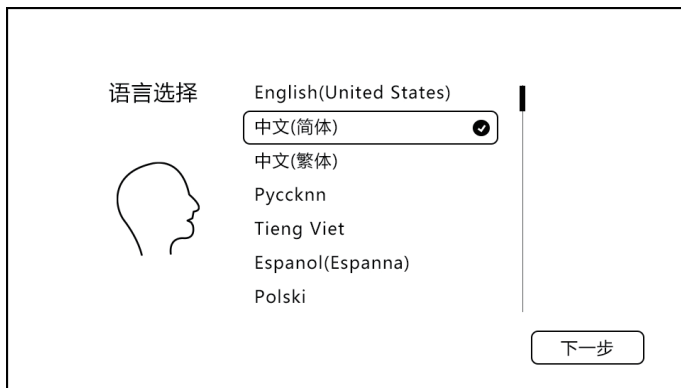 语言选择
English(United States)
中文(简体)
中文(繁体)
Pyccknn
Tieng Viet
Espanol(Espanna)
Polski
下一步